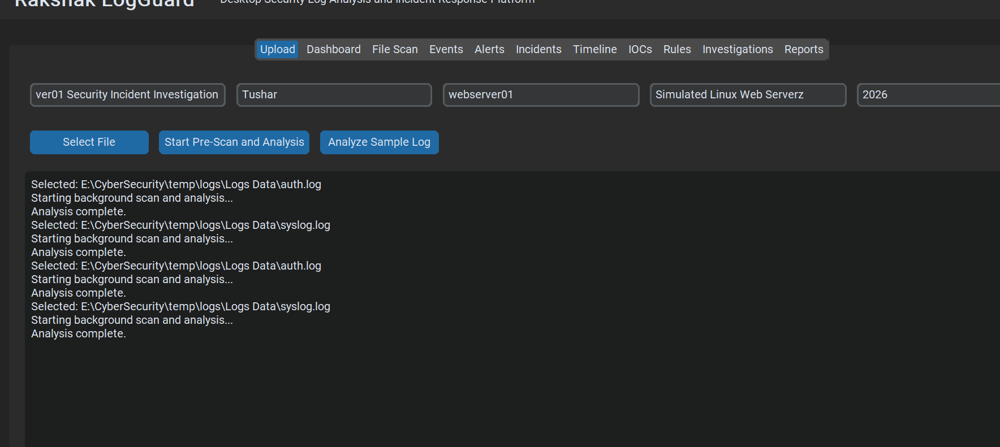 Rakshak LogGuard
Desktop Security Log Analysis and Incident Response Platform
Upload Dashboard File Scan Events Alerts Incidents Timeline IOCs Rules Investigations Reports
ver01 Security Incident Investigation Tushar webserver01 Simulated Linux Web Serverz 2026
Select File Start Pre-Scan and Analysis Analyze Sample Log
Selected: E:\CyberSecurity\temp\logs\Logs Data\auth.log
Starting background scan and analysis...
Analysis complete.
Selected: E:\CyberSecurity\temp\logs\Logs Data\syslog.log
Starting background scan and analysis...
Analysis complete.
Selected: E:\CyberSecurity\temp\logs\Logs Data\auth.log
Starting background scan and analysis...
Analysis complete.
Selected: E:\CyberSecurity\temp\logs\Logs Data\syslog.log
Starting background scan and analysis...
Analysis complete.